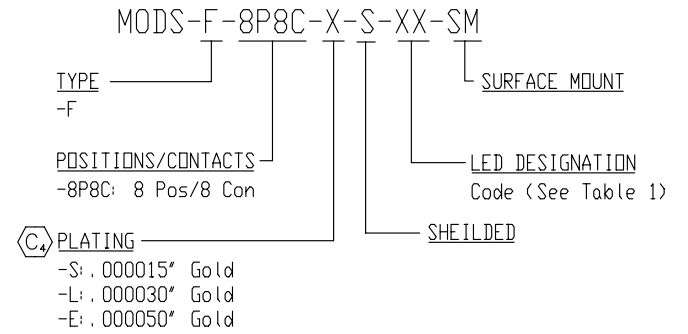 MODS-F-8P8C-X-S-XX-SM
TYPE
-F
SURFACE MOUNT
POSITIONS/CONTACTS
-8P8C: 8 Pos/8 Con
LED DESIGNATION
Code (See Table 1)
C4
PLATING
-S: .000015" Gold
-L: .000030" Gold
-E: .000050" Gold
SHEILDED